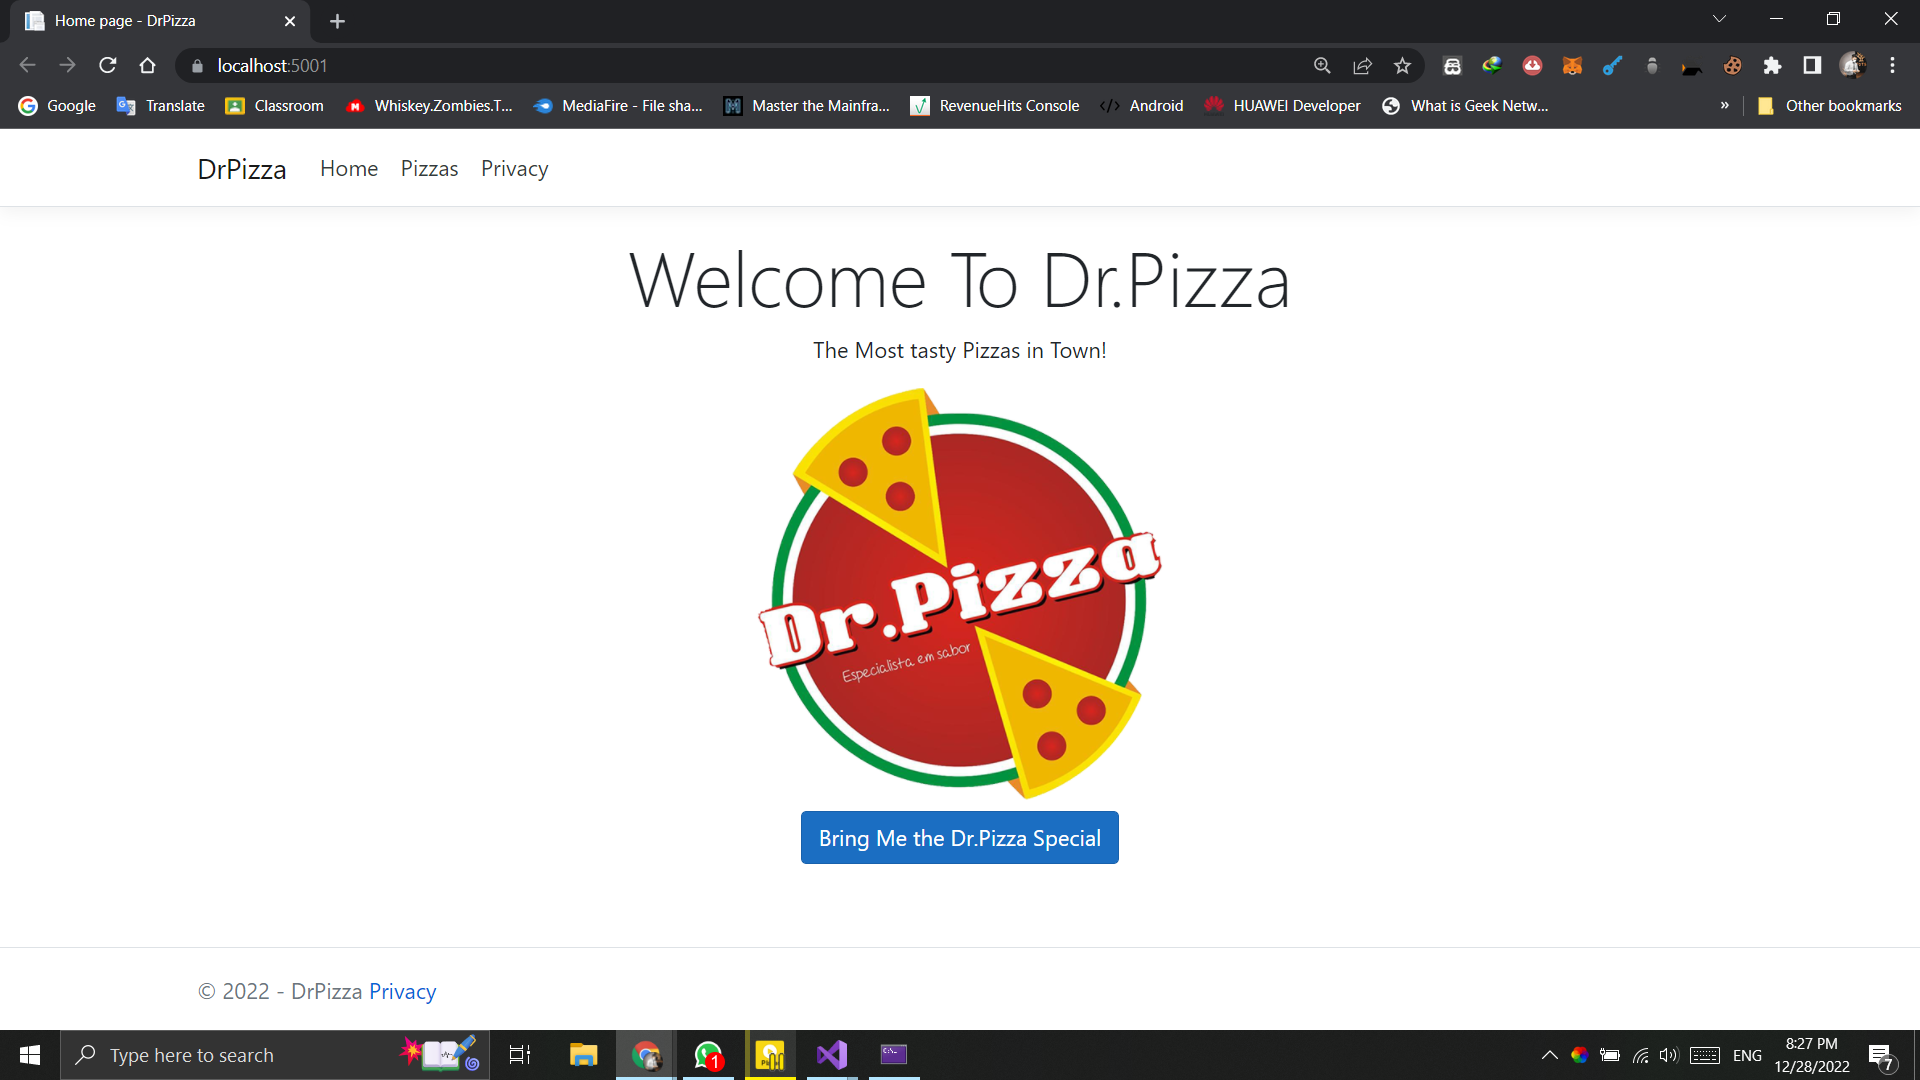 Home page - DrPizza
localhost:5001
Google Translate Classroom Whiskey.Zombies.T... MediaFire - File sha... Master the Mainfra... RevenueHits Console Android HUAWEI Developer What is Geek Netw... » Other bookmarks
DrPizza Home Pizzas Privacy
Welcome To Dr.Pizza
The Most tasty Pizzas in Town!
Dr.Pizza
Especialista em sabor
Bring Me the Dr.Pizza Special
© 2022 - DrPizza Privacy
Type here to search
1
ENG
8:27 PM
12/28/2022
7